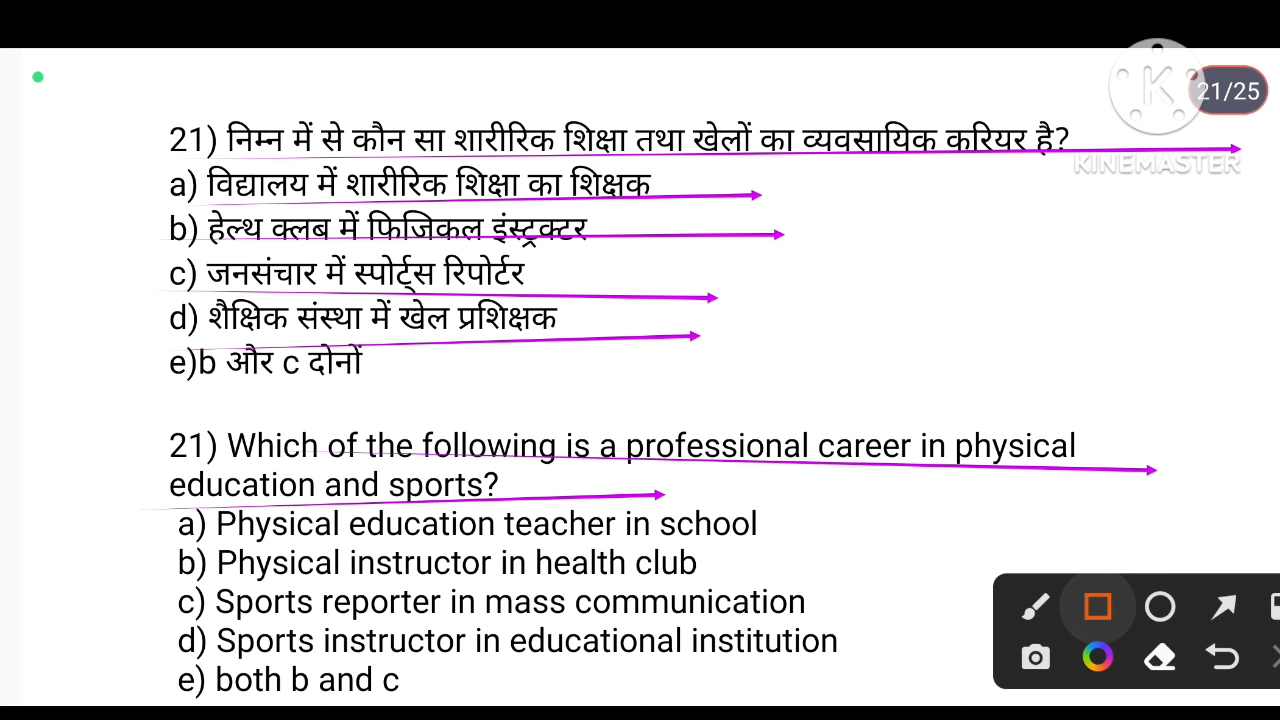 21/25
KINEMASTER
21) निम्न में से कौन सा शारीरिक शिक्षा तथा खेलों का व्यवसायिक करियर है?
a) विद्यालय में शारीरिक शिक्षा का शिक्षक
b) हेल्थ क्लब में फिजिकल इंस्ट्रक्टर
c) जनसंचार में स्पोर्ट्स रिपोर्टर
d) शैक्षिक संस्था में खेल प्रशिक्षक
e)b और c दोनों
21) Which of the following is a professional career in physical
education and sports?
a) Physical education teacher in school
b) Physical instructor in health club
c) Sports reporter in mass communication
d) Sports instructor in educational institution
e) both b and c